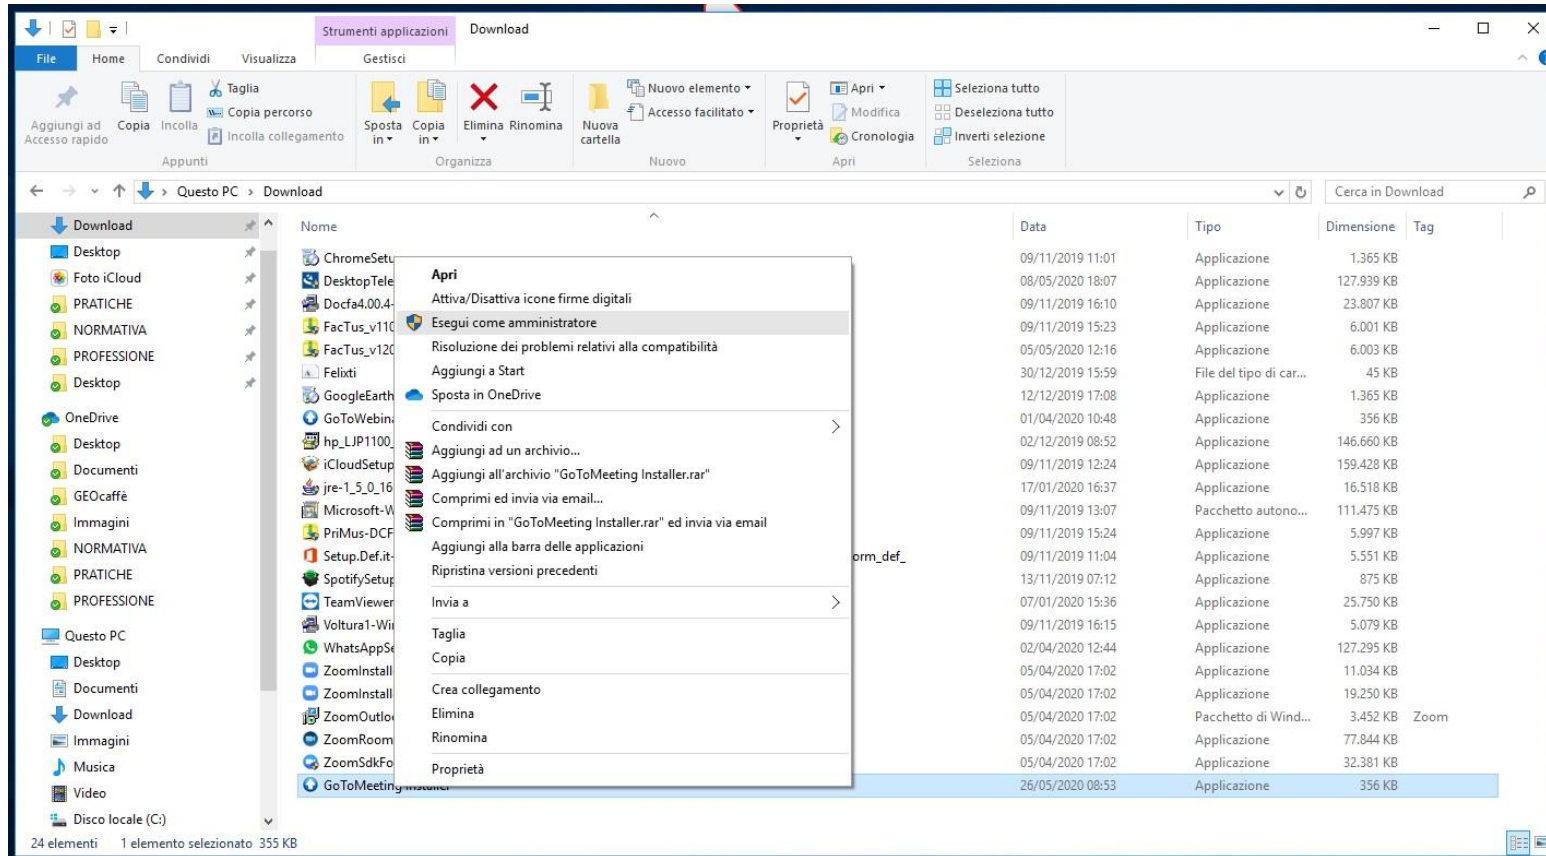 Strumenti applicazioni
Download
File
Home
Condividi
Visualizza
Gestisci
Aggiungi ad
Accesso rapido
Copia
Incolla
Taglia
Copia percorso
Incolla collegamento
Appunti
Sposta
in
Copia
in
Elimina
Rinomina
Organizza
Nuova
cartella
Nuovo elemento
Accesso facilitato
Nuovo
Proprietà
Apri
Modifica
Cronologia
Apri
Seleziona tutto
Deseleziona tutto
Inverti selezione
Seleziona
Questo PC
Download
Cerca in Download
Download
Desktop
Foto iCloud
PRATICHE
NORMATIVA
PROFESSIONE
Desktop
OneDrive
Desktop
Documenti
GEOcaffè
Immagini
NORMATIVA
PRATICHE
PROFESSIONE
Questo PC
Desktop
Documenti
Download
Immagini
Musica
Video
Disco locale (C:)
Nome Data Tipo Dimensione Tag
ChromeSetu 09/11/2019 11:01 Applicazione 1.365 KB
DesktopTele 08/05/2020 18:07 Applicazione 127.939 KB
Docfa4.00.4- 09/11/2019 16:10 Applicazione 23.807 KB
FacTus_v110 09/11/2019 15:23 Applicazione 6.001 KB
FacTus_v120 05/05/2020 12:16 Applicazione 6.003 KB
Felixti 30/12/2019 15:59 File del tipo di car... 45 KB
GoogleEarth 12/12/2019 17:08 Applicazione 1.365 KB
GoToWebina 01/04/2020 10:48 Applicazione 356 KB
hp_LJP1100_ 02/12/2019 08:52 Applicazione 146.660 KB
iCloudSetup 09/11/2019 12:24 Applicazione 159.428 KB
jre-1_5_0_16 17/01/2020 16:37 Applicazione 16.518 KB
Microsoft-W 09/11/2019 13:07 Pacchetto autono... 111.475 KB
PriMus-DCF 09/11/2019 15:24 Applicazione 5.997 KB
Setup.Def.it- orm_def_ 09/11/2019 11:04 Applicazione 5.551 KB
SpotifySetup 13/11/2019 07:12 Applicazione 875 KB
TeamViewer 07/01/2020 15:36 Applicazione 25.750 KB
Voltura1-Wi 09/11/2019 16:15 Applicazione 5.079 KB
WhatsAppSe 02/04/2020 12:44 Applicazione 127.295 KB
ZoomInstall 05/04/2020 17:02 Applicazione 11.034 KB
ZoomInstall 05/04/2020 17:02 Applicazione 19.250 KB
ZoomOutlo 05/04/2020 17:02 Pacchetto di Wind... 3.452 KB Zoom
ZoomRoom 05/04/2020 17:02 Applicazione 77.844 KB
ZoomSdkFo 05/04/2020 17:02 Applicazione 32.381 KB
GoToMeeting Installer 26/05/2020 08:53 Applicazione 356 KB
Apri
Attiva/Disattiva icone firme digitali
Esegui come amministratore
Risoluzione dei problemi relativi alla compatibilità
Aggiungi a Start
Sposta in OneDrive
Condividi con
Aggiungi ad un archivio...
Aggiungi all'archivio "GoToMeeting Installer.rar"
Comprimi ed invia via email...
Comprimi in "GoToMeeting Installer.rar" ed invia via email
Aggiungi alla barra delle applicazioni
Ripristina versioni precedenti
Invia a
Taglia
Copia
Crea collegamento
Elimina
Rinomina
Proprietà
24 elementi 1 elemento selezionato 355 KB